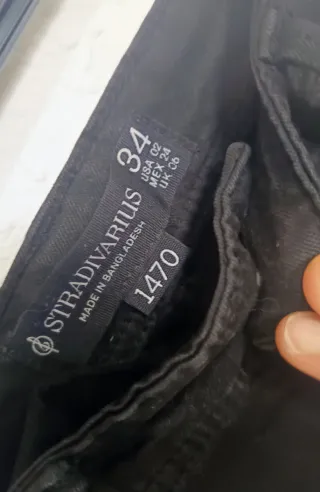 STRADIVARIUS
MADE IN BANGLADESH
34
USA 02
MEX 24
UK 06
1470